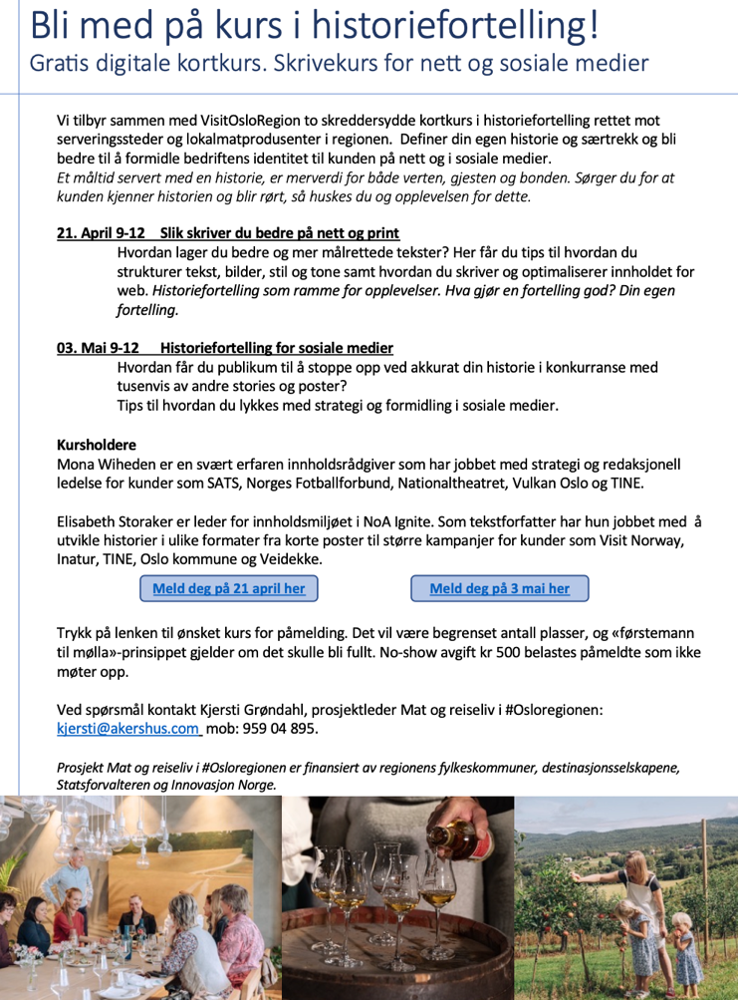 Bli med på kurs i historiefortelling!
Gratis digitale kortkurs. Skrivekurs for nett og sosiale medier
Vi tilbyr sammen med VisitOsloRegion to skreddersydde kortkurs i historiefortelling rettet mot
serveringssteder og lokalmatprodusenter i regionen.  Definer din egen historie og særtrekk og bli
bedre til å formidle bedriftens identitet til kunden på nett og i sosiale medier.
Et måltid servert med en historie, er merverdi for både verten, gjesten og bonden. Sørger du for at
kunden kjenner historien og blir rørt, så huskes du og opplevelsen for dette.
21. April 9-12    Slik skriver du bedre på nett og print
Hvordan lager du bedre og mer målrettede tekster? Her får du tips til hvordan du
strukturer tekst, bilder, stil og tone samt hvordan du skriver og optimaliserer innholdet for
web. Historiefortelling som ramme for opplevelser. Hva gjør en fortelling god? Din egen
fortelling.
03. Mai 9-12      Historiefortelling for sosiale medier
Hvordan får du publikum til å stoppe opp ved akkurat din historie i konkurranse med
tusenvis av andre stories og poster?
Tips til hvordan du lykkes med strategi og formidling i sosiale medier.
Kursholdere
Mona Wiheden er en svært erfaren innholdsrådgiver som har jobbet med strategi og redaksjonell
ledelse for kunder som SATS, Norges Fotballforbund, Nationaltheatret, Vulkan Oslo og TINE.
Elisabeth Storaker er leder for innholdsmiljøet i NoA Ignite. Som tekstforfatter har hun jobbet med  å
utvikle historier i ulike formater fra korte poster til større kampanjer for kunder som Visit Norway,
Inatur, TINE, Oslo kommune og Veidekke.
Meld deg på 21 april her    Meld deg på 3 mai her
Trykk på lenken til ønsket kurs for påmelding. Det vil være begrenset antall plasser, og «førstemann
til mølla»-prinsippet gjelder om det skulle bli fullt. No-show avgift kr 500 belastes påmeldte som ikke
møter opp.
Ved spørsmål kontakt Kjersti Grøndahl, prosjektleder Mat og reiseliv i #Osloregionen:
kjersti@akershus.com  mob: 959 04 895.
Prosjekt Mat og reiseliv i #Osloregionen er finansiert av regionens fylkeskommuner, destinasjonsselskapene,
Statsforvalteren og Innovasjon Norge.